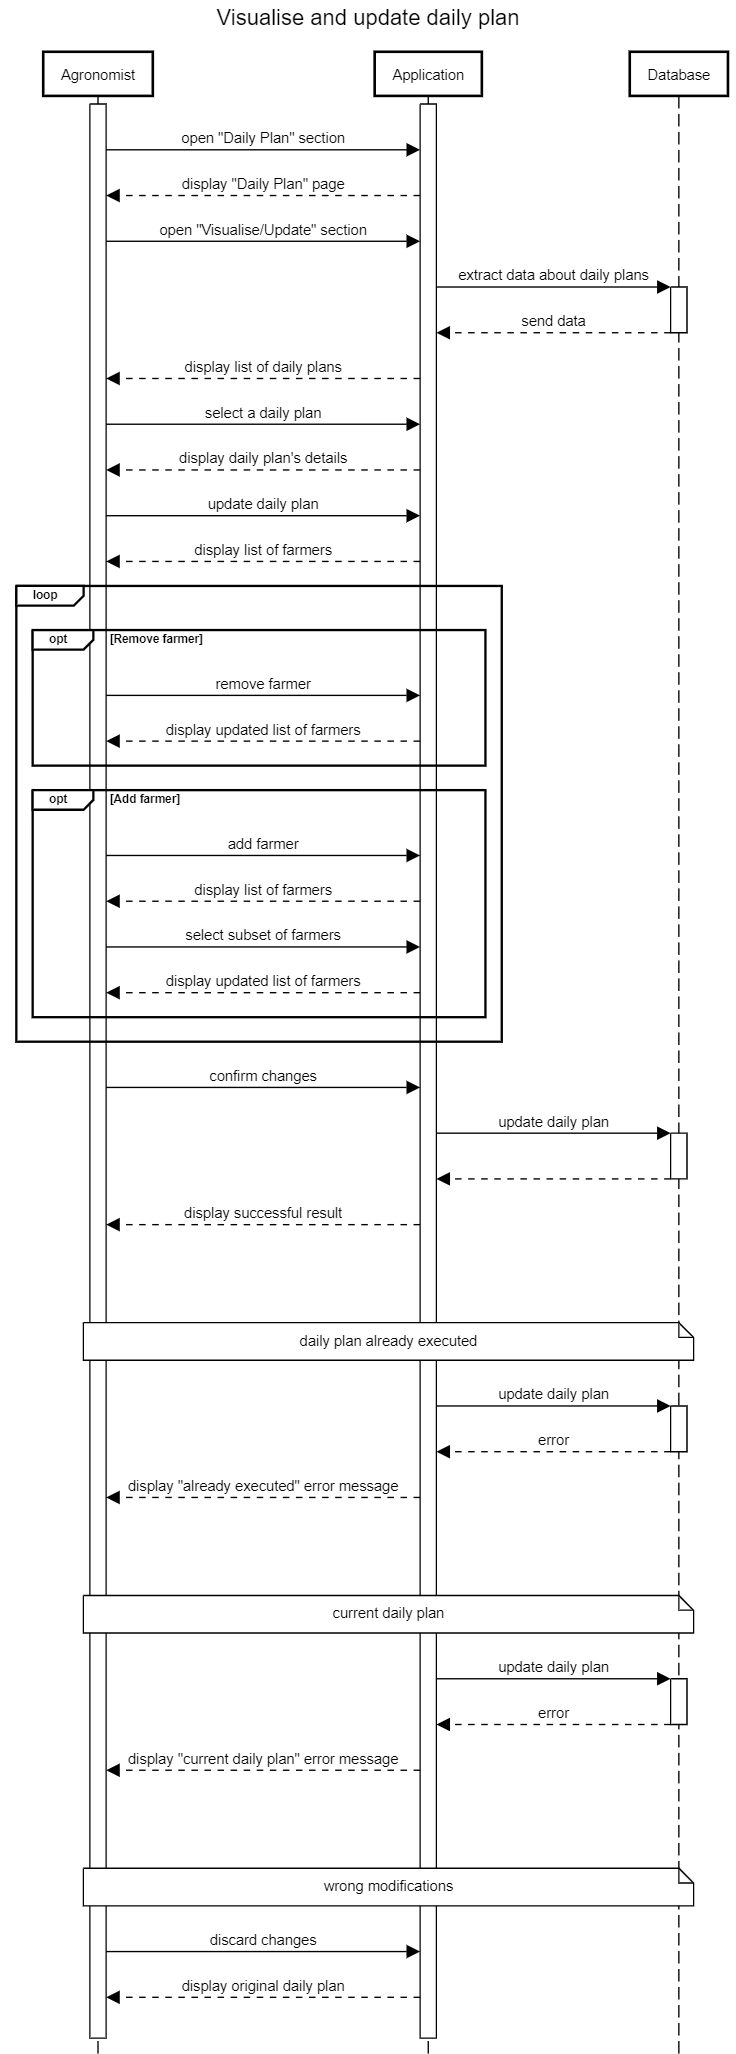 Visualise and update daily plan
Agronomist
Application
Database
open "Daily Plan" section
display "Daily Plan" page
open "Visualise/Update" section
extract data about daily plans
send data
display list of daily plans
select a daily plan
display daily plan's details
update daily plan
display list of farmers
loop
opt [Remove farmer]
remove farmer
display updated list of farmers
opt [Add farmer]
add farmer
display list of farmers
select subset of farmers
display updated list of farmers
confirm changes
update daily plan
display successful result
daily plan already executed
update daily plan
error
display "already executed" error message
current daily plan
update daily plan
error
display "current daily plan" error message
wrong modifications
discard changes
display original daily plan